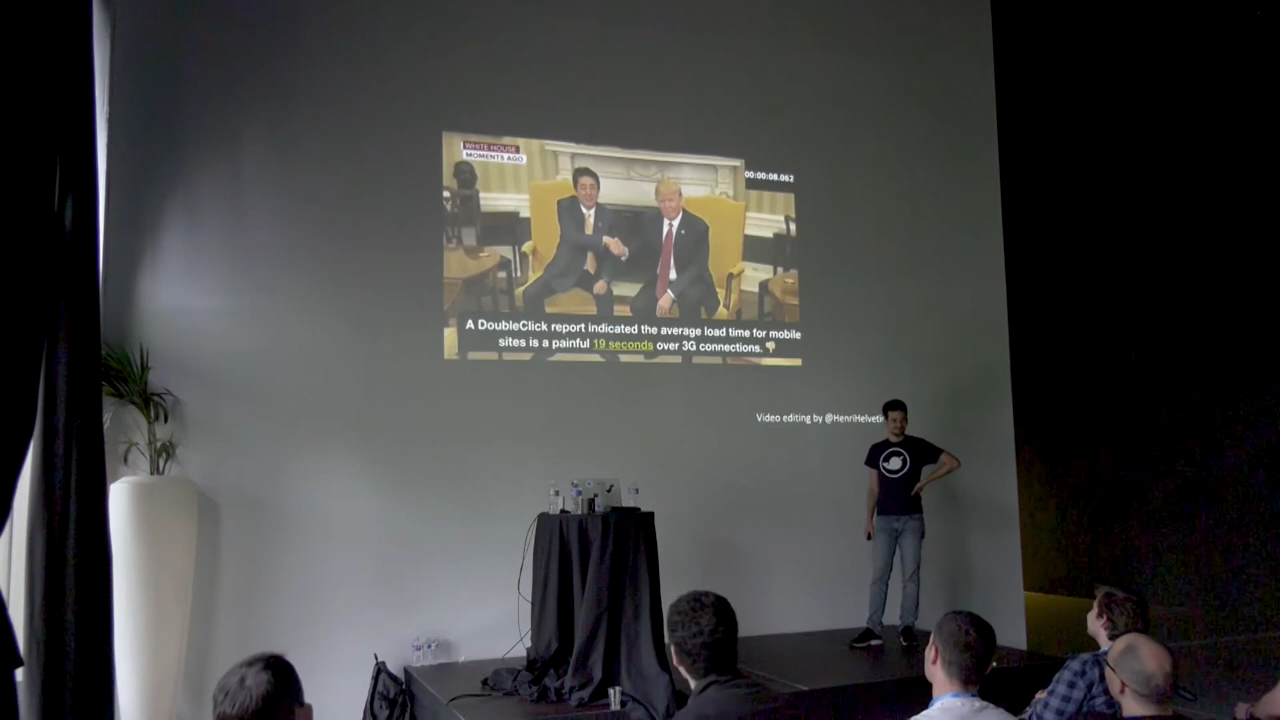 WHITE HOUSE
MOMENTS AGO
00:00:08.062
A DoubleClick report indicated the average load time for mobile
sites is a painful 19 seconds over 3G connections. 👎
Video editing by @HenriHelveti